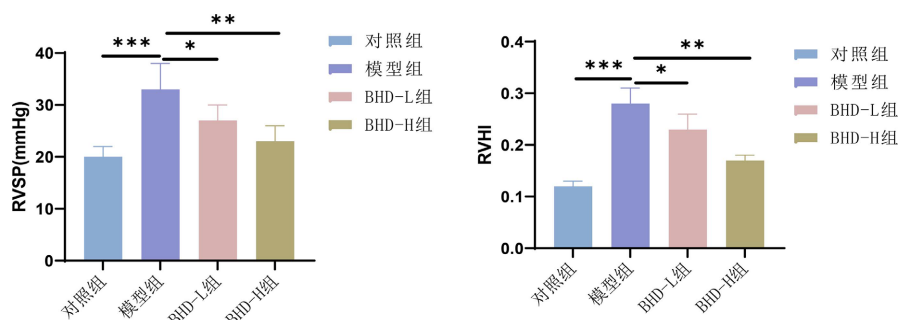 RVSP(mmHg)
40
30
20
10
0
***
*
**
对照组
模型组
BHD-L组
BHD-H组
对照组
模型组
BHD-L组
BHD-H组
RVHI
0.4
0.3
0.2
0.1
0.0
***
*
**
对照组
模型组
BHD-L组
BHD-H组
对照组
模型组
BHD-L组
BHD-H组